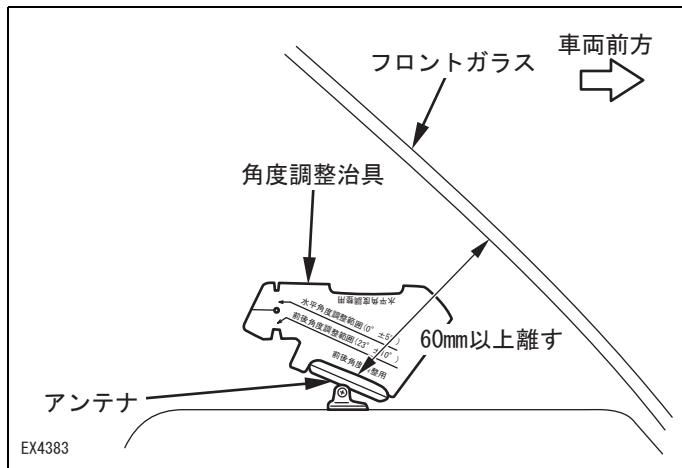 車両前方
フロントガラス
角度調整治具
水平角度調整用
水平角度調整範囲(0°±5°)
前後角度調整範囲(23°±10°)
前後角度調整用
60mm以上離す
アンテナ
EX4383